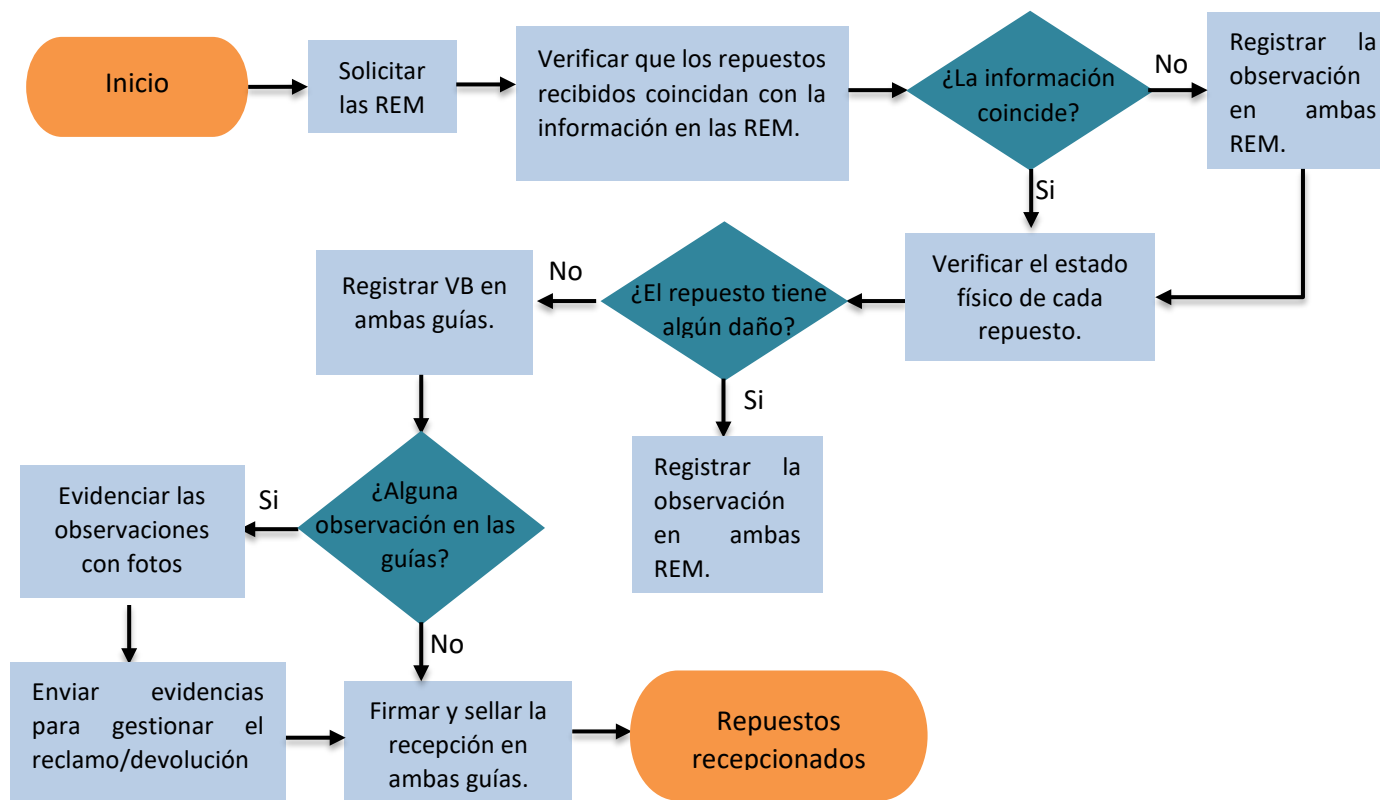 Inicio
Solicitar
las REM
Verificar que los repuestos
recibidos coincidan con la
información en las REM.
¿La información
coincide?
No
Registrar la
observación
en ambas
REM.
Si
Verificar el estado
físico de cada
repuesto.
¿El repuesto tiene
algún daño?
No
Registrar VB en
ambas guías.
Si
Registrar la
observación
en ambas
REM.
¿Alguna
observación en las
guías?
Si
Evidenciar las
observaciones
con fotos
No
Enviar evidencias
para gestionar el
reclamo/devolución
Firmar y sellar la
recepción en
ambas guías.
Repuestos
recepcionados